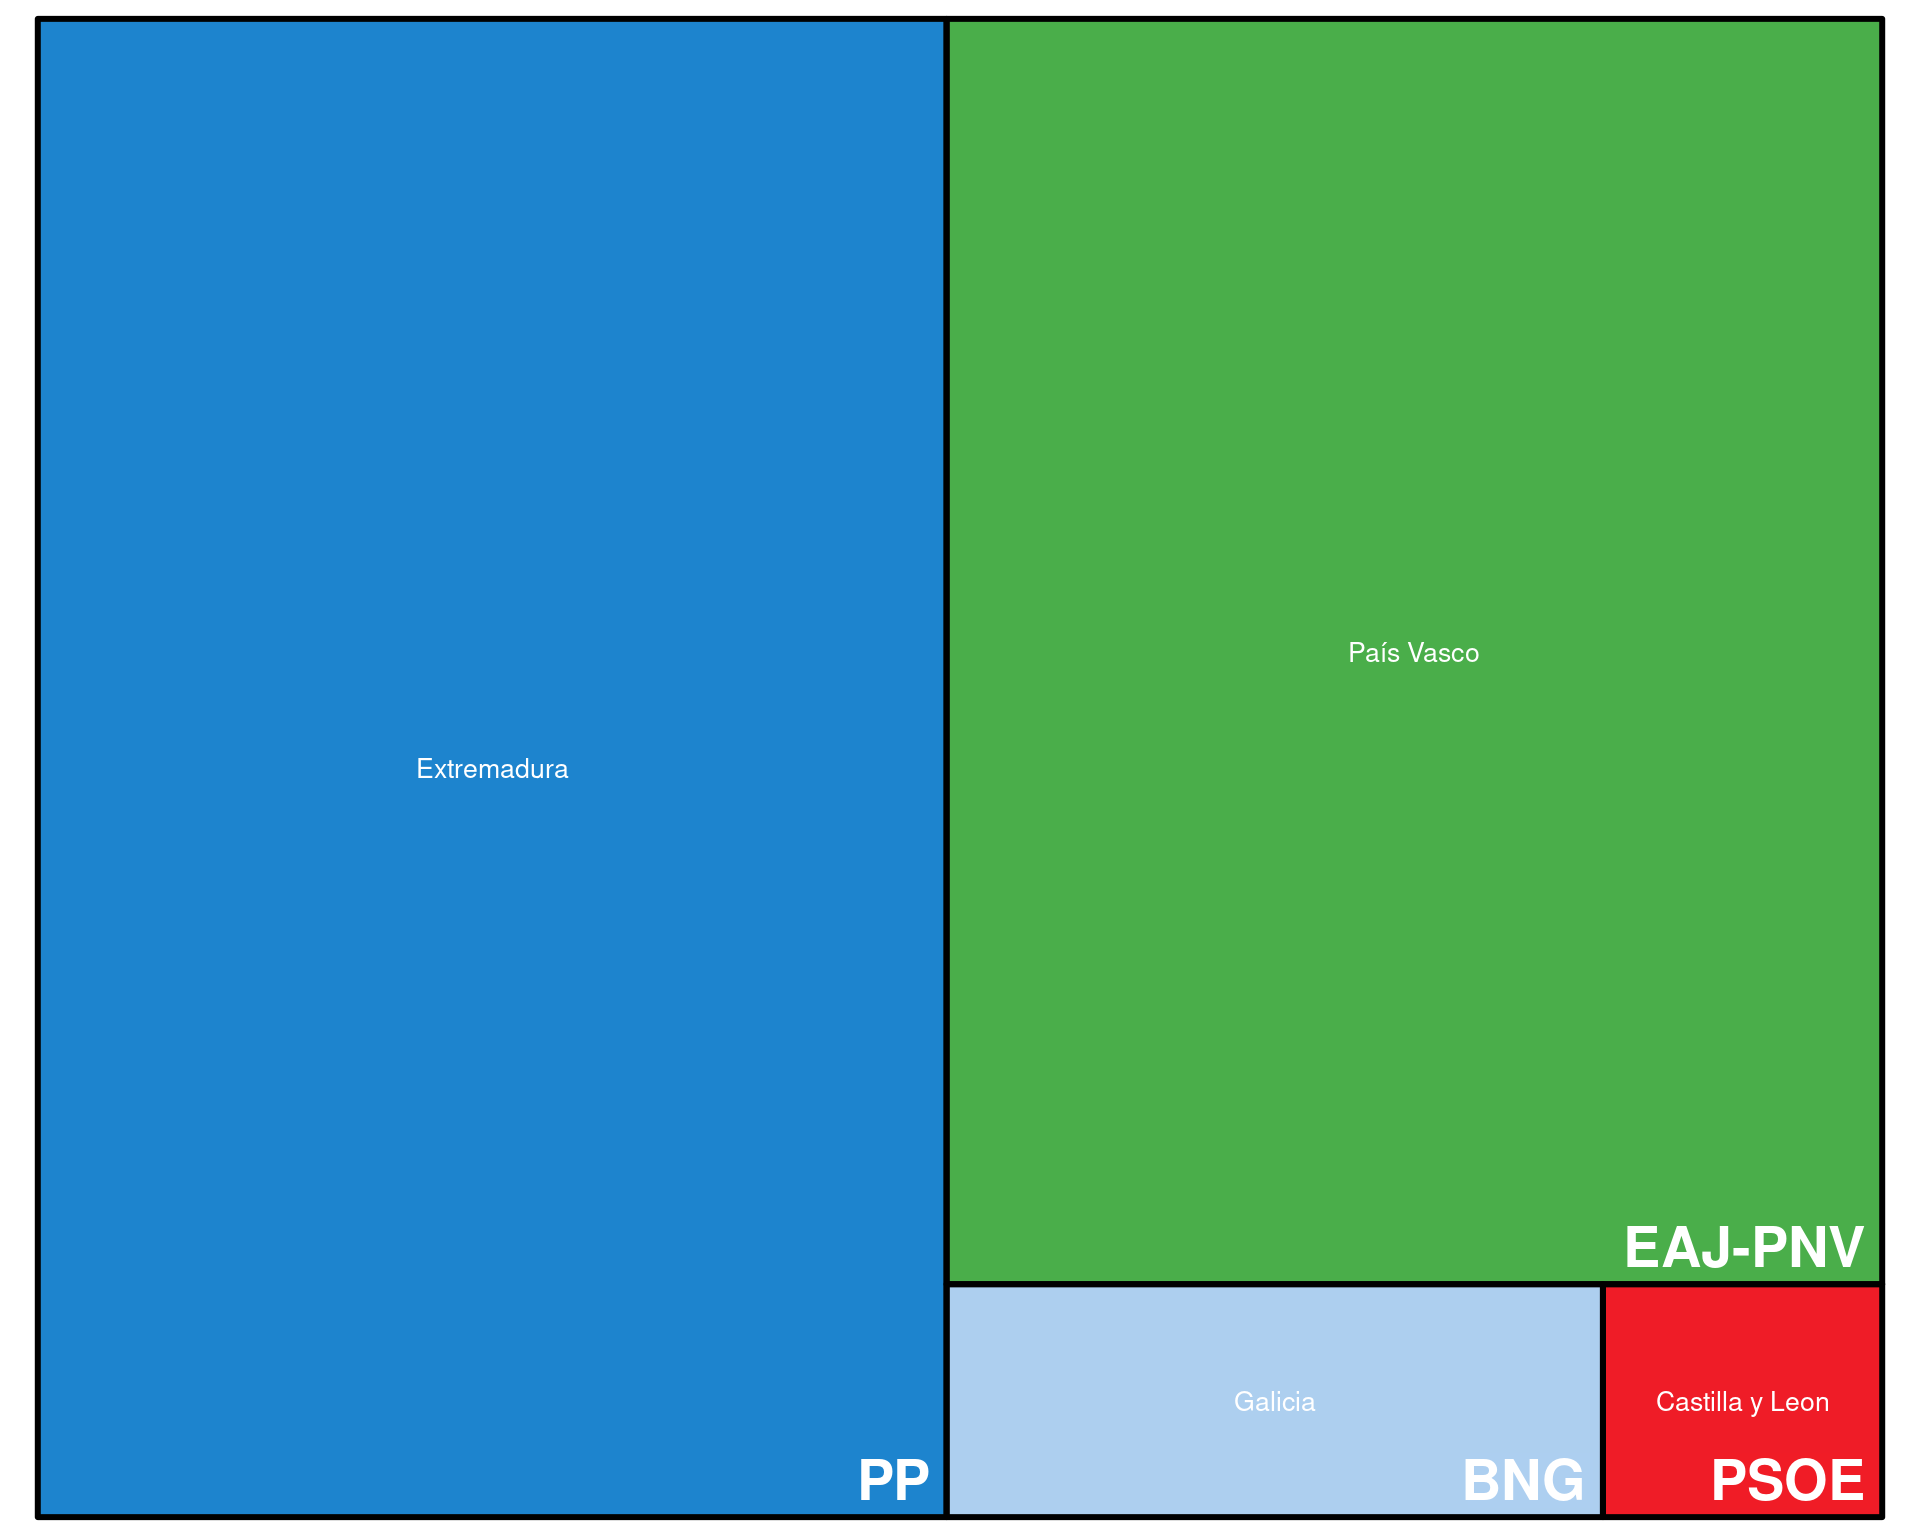 Extremadura
PP
País Vasco
EAJ-PNV
Galicia
BNG
Castilla y Leon
PSOE